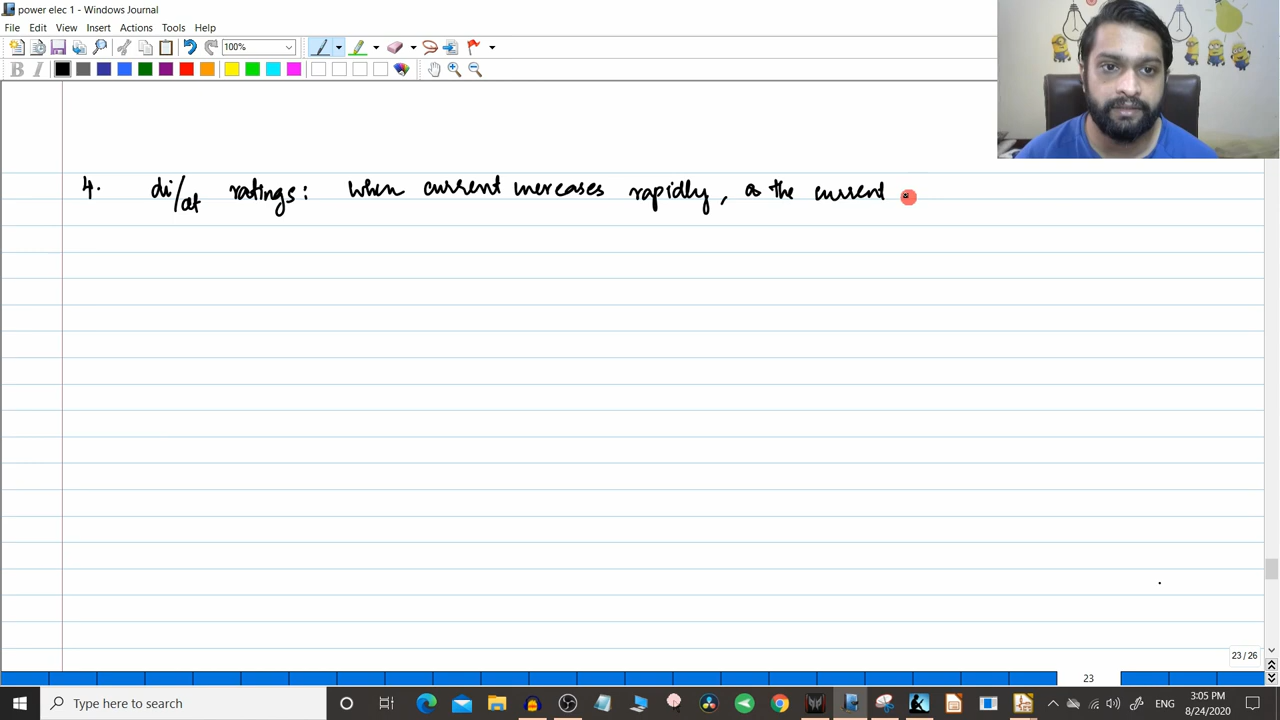 power elec 1 - Windows Journal
File Edit View Insert Actions Tools Help
100%
B I
4. di/dt ratings: when current increases rapidly, as the current
23 / 26
23
Type here to search
ENG
3:05 PM
8/24/2020